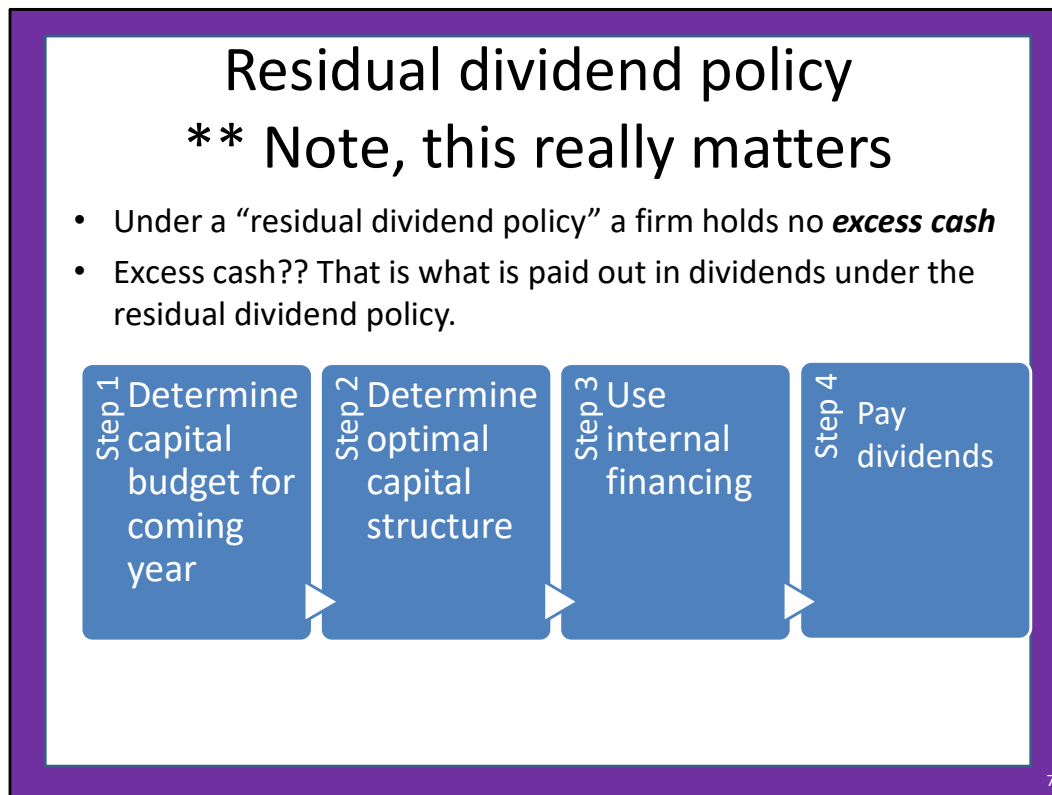 Residual dividend policy
** Note, this really matters
• Under a “residual dividend policy” a firm holds no excess cash
• Excess cash?? That is what is paid out in dividends under the
residual dividend policy.
Step 1
Determine
capital
budget for
coming
year
Step 2
Determine
optimal
capital
structure
Step 3
Use
internal
financing
Step 4
Pay
dividends
7